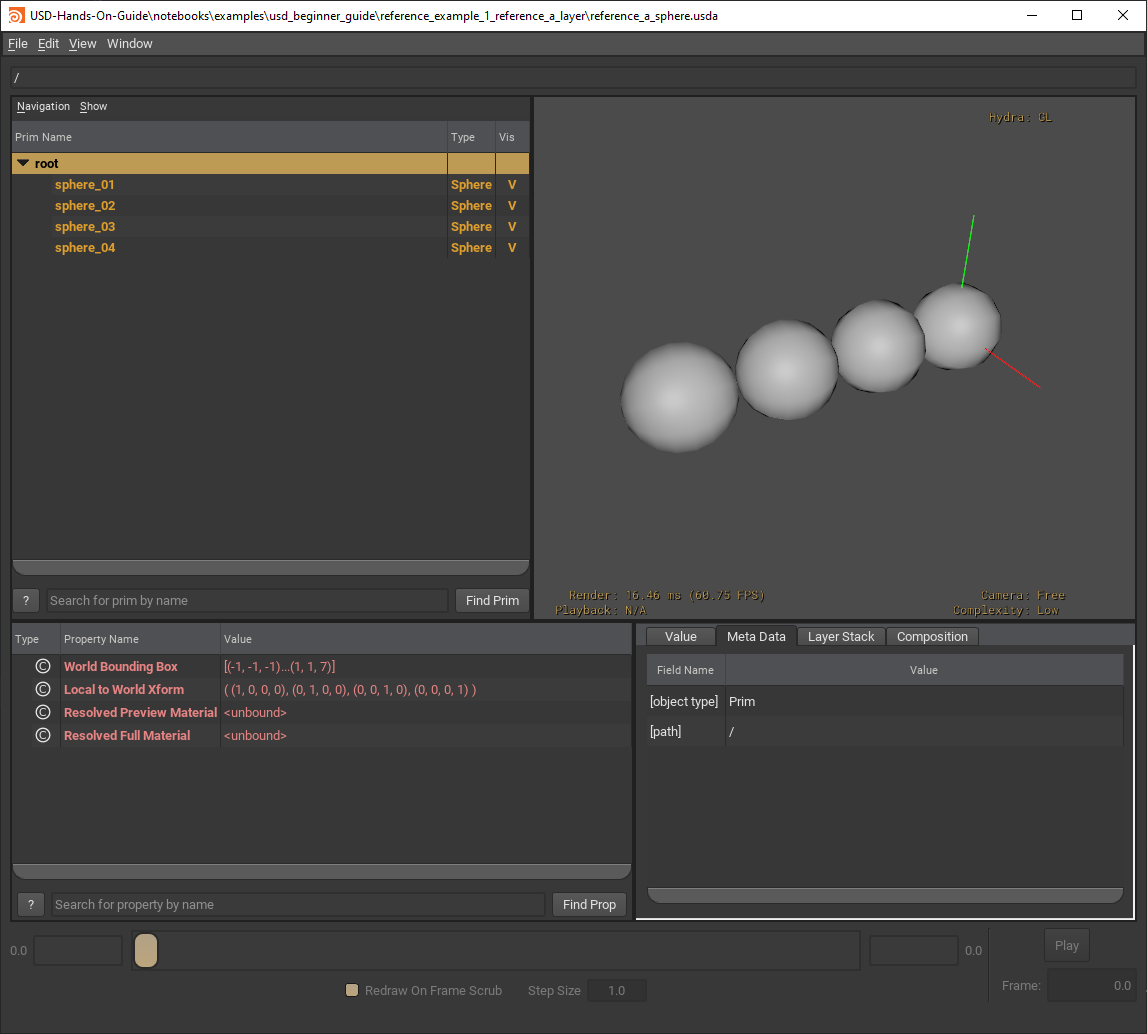 USD-Hands-On-Guide\notebooks\examples\usd_beginner_guide\reference_example_1_reference_a_layer\reference_a_sphere.usda
File Edit View Window
/
Navigation Show
Prim Name Type Vis
root
sphere_01 Sphere V
sphere_02 Sphere V
sphere_03 Sphere V
sphere_04 Sphere V
? Search for prim by name Find Prim
Hydra: GL
Render: 16.46 ms (60.75 FPS)
Playback: N/A
Camera: Free
Complexity: Low
Type Property Name Value
© World Bounding Box [(-1, -1, -1)...(1, 1, 7)]
© Local to World Xform ( (1, 0, 0, 0), (0, 1, 0, 0), (0, 0, 1, 0), (0, 0, 0, 1) )
© Resolved Preview Material <unbound>
© Resolved Full Material <unbound>
? Search for property by name Find Prop
Value Meta Data Layer Stack Composition
Field Name Value
[object type] Prim
[path] /
0.0 0.0 Play
Redraw On Frame Scrub Step Size 1.0 Frame: 0.0